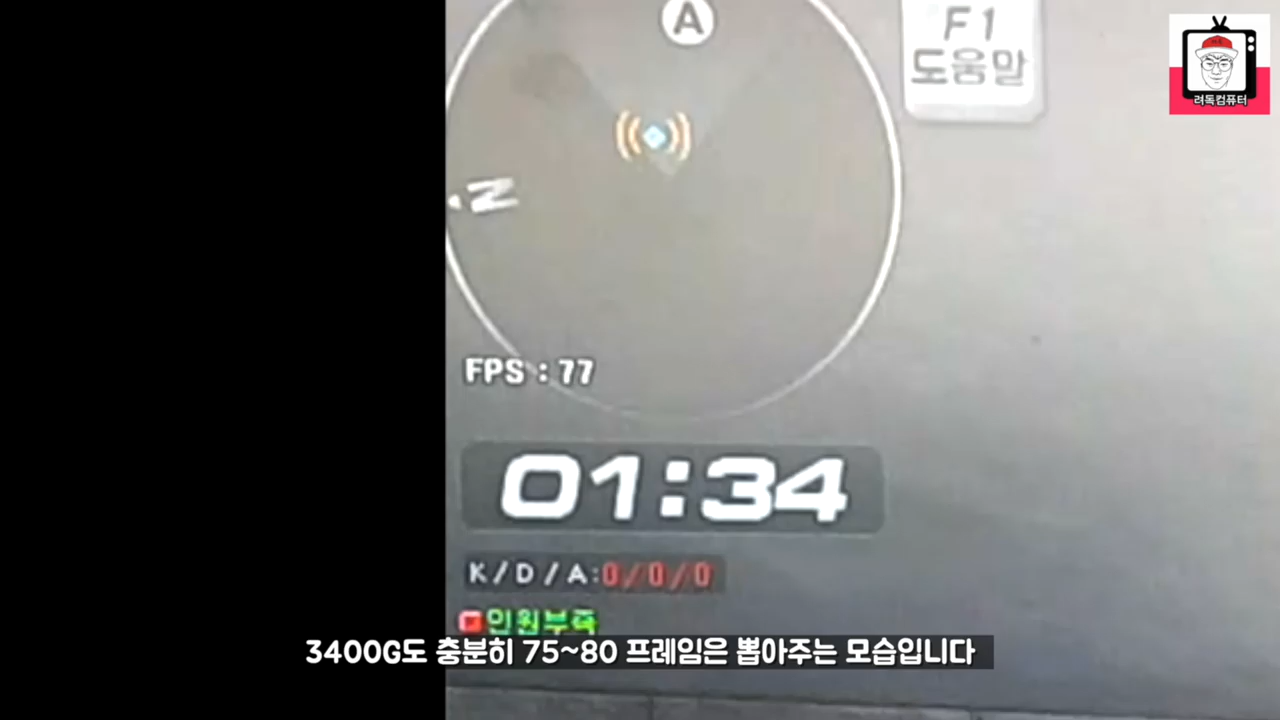 A
F1
도움말
려독컴퓨터
N
FPS : 77
01:34
K/D/A:0/0/0
인원부족
3400G도 충분히 75~80 프레임은 뽑아주는 모습입니다